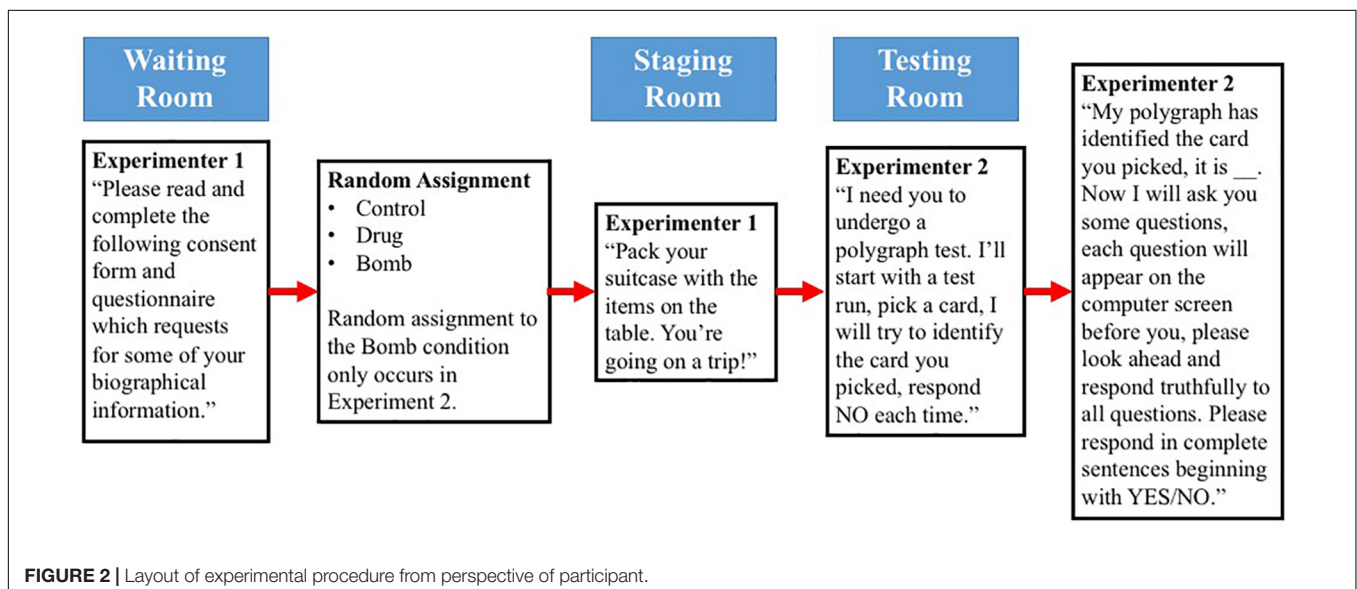 Waiting
Room
Experimenter 1
“Please read and
complete the
following consent
form and
questionnaire
which requests
for some of your
biographical
information.”
Random Assignment
• Control
• Drug
• Bomb
Random assignment to
the Bomb condition
only occurs in
Experiment 2.
Staging
Room
Experimenter 1
“Pack your
suitcase with the
items on the
table. You’re
going on a trip!”
Testing
Room
Experimenter 2
“I need you to
undergo a
polygraph test. I’ll
start with a test
run, pick a card, I
will try to identify
the card you
picked, respond
NO each time.”
Experimenter 2
“My polygraph has
identified the card
you picked, it is __.
Now I will ask you
some questions,
each question will
appear on the
computer screen
before you, please
look ahead and
respond truthfully to
all questions. Please
respond in complete
sentences beginning
with YES/NO.”
FIGURE 2 | Layout of experimental procedure from perspective of participant.